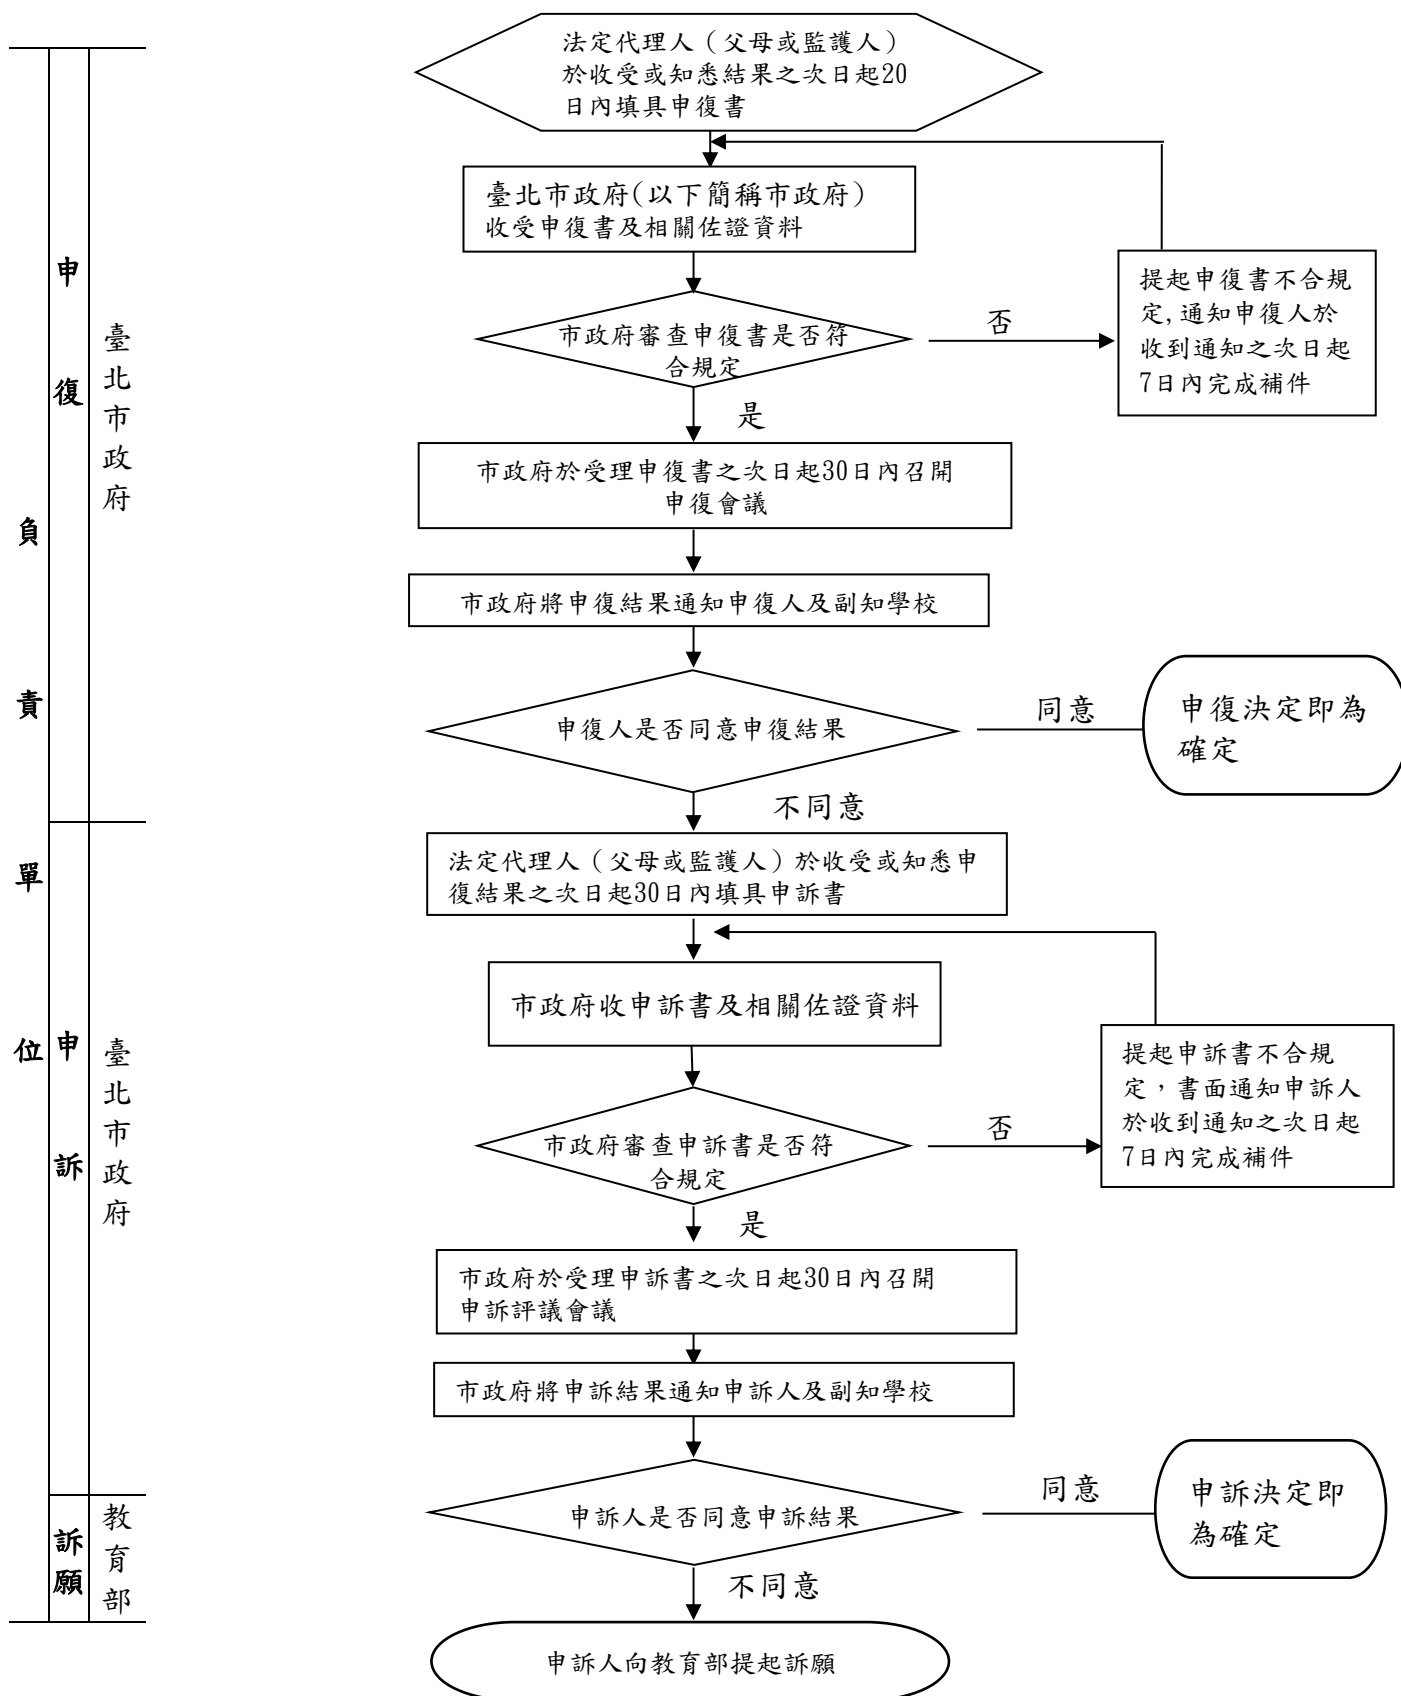 法定代理人（父母或監護人）
於收受或知悉結果之次日起20
日內填具申復書
臺北市政府(以下簡稱市政府)
收受申復書及相關佐證資料
市政府審查申復書是否符
合規定
否
提起申復書不合規
定,通知申復人於
收到通知之次日起
7日內完成補件
是
市政府於受理申復書之次日起30日內召開
申復會議
市政府將申復結果通知申復人及副知學校
申復人是否同意申復結果
同意
申復決定即為
確定
不同意
法定代理人（父母或監護人）於收受或知悉申
復結果之次日起30日內填具申訴書
市政府收申訴書及相關佐證資料
市政府審查申訴書是否符
合規定
否
提起申訴書不合規
定，書面通知申訴人
於收到通知之次日起
7日內完成補件
是
市政府於受理申訴書之次日起30日內召開
申訴評議會議
市政府將申訴結果通知申訴人及副知學校
申訴人是否同意申訴結果
同意
申訴決定即
為確定
不同意
申訴人向教育部提起訴願
負責單位
申復
臺北市政府
申訴
臺北市政府
訴願
教育部